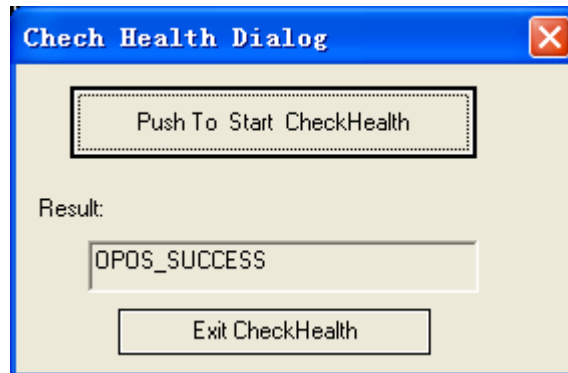 Chech Health Dialog
Push To Start CheckHealth
Result:
OPOS_SUCCESS
Exit CheckHealth